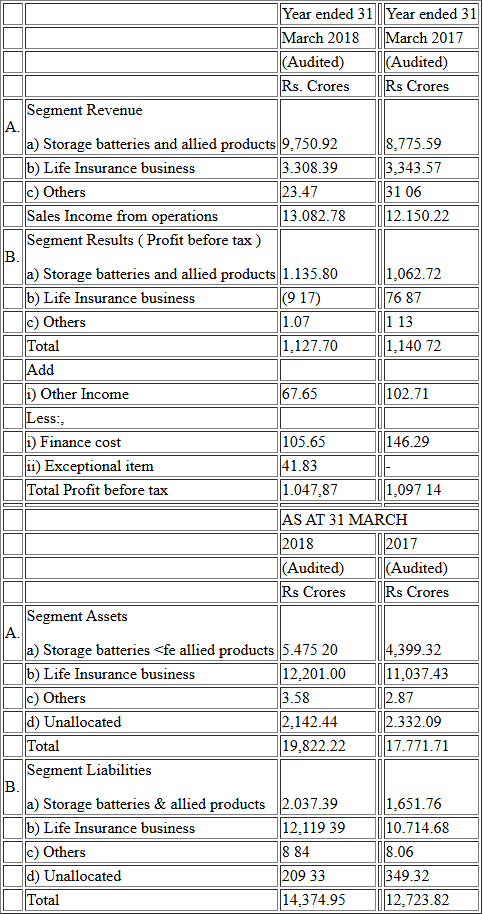 Year ended 31 Year ended 31
March 2018 March 2017
(Audited) (Audited)
Rs. Crores Rs Crores
A. Segment Revenue
a) Storage batteries and allied products 9,750.92 8,775.59
b) Life Insurance business 3.308.39 3,343.57
c) Others 23.47 31 06
Sales Income from operations 13.082.78 12.150.22
B. Segment Results ( Profit before tax )
a) Storage batteries and allied products 1.135.80 1,062.72
b) Life Insurance business (9 17) 76 87
c) Others 1.07 1 13
Total 1,127.70 1,140 72
Add
i) Other Income 67.65 102.71
Less:,
i) Finance cost 105.65 146.29
ii) Exceptional item 41.83 -
Total Profit before tax 1.047,87 1,097 14
AS AT 31 MARCH
2018 2017
(Audited) (Audited)
Rs Crores Rs Crores
A. Segment Assets
a) Storage batteries <fe allied products 5.475 20 4,399.32
b) Life Insurance business 12,201.00 11,037.43
c) Others 3.58 2.87
d) Unallocated 2,142.44 2.332.09
Total 19,822.22 17.771.71
B. Segment Liabilities
a) Storage batteries & allied products 2.037.39 1,651.76
b) Life Insurance business 12,119 39 10.714.68
c) Others 8 84 8.06
d) Unallocated 209 33 349.32
Total 14,374.95 12,723.82